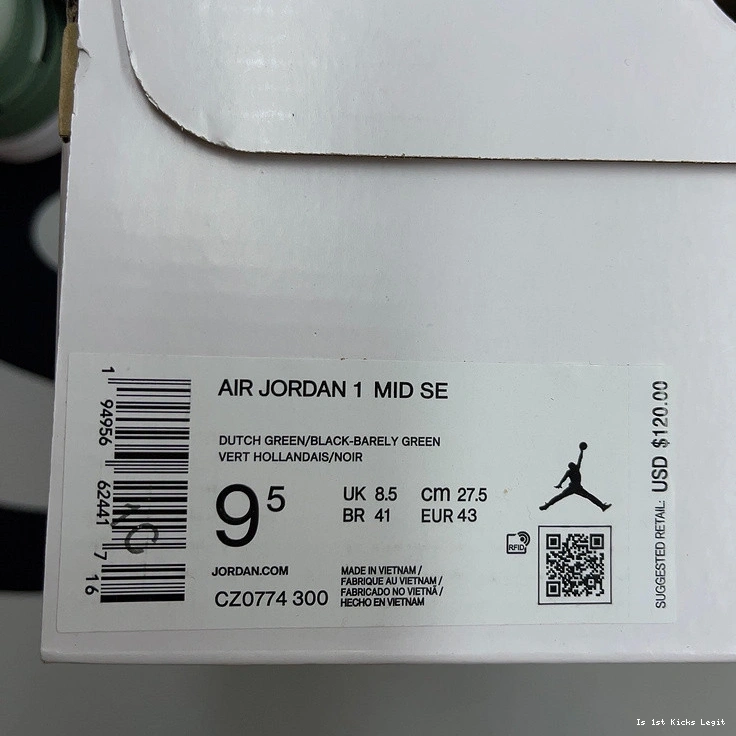 AIR JORDAN 1 MID SE
DUTCH GREEN/BLACK-BARELY GREEN
VERT HOLLANDAIS/NOIR
9 5
UK 8.5 cm 27.5
BR 41 EUR 43
JORDAN.COM
CZ0774 300
MADE IN VIETNAM /
FABRIQUE AU VIETNAM /
FABRICADO NO VIETNÃ /
HECHO EN VIETNAM
RFID
SUGGESTED RETAIL: USD $120.00
1 94956 62441 7 16
Is 1st Kicks Legit